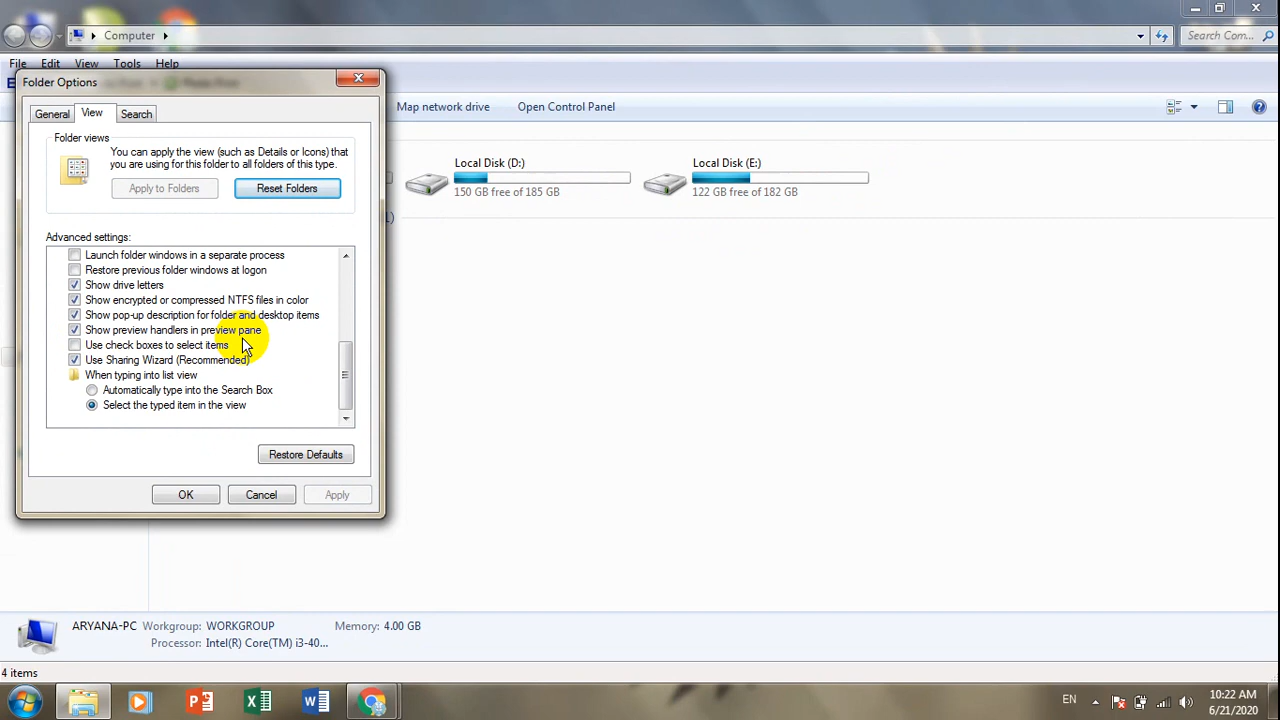 Computer
Search Com...
File Edit View Tools Help
Folder Options
Map network drive Open Control Panel
General View Search
Folder views
You can apply the view (such as Details or Icons) that
you are using for this folder to all folders of this type.
Apply to Folders Reset Folders
Local Disk (D:)
150 GB free of 185 GB
Local Disk (E:)
122 GB free of 182 GB
Advanced settings:
Launch folder windows in a separate process
Restore previous folder windows at logon
Show drive letters
Show encrypted or compressed NTFS files in color
Show pop-up description for folder and desktop items
Show preview handlers in preview pane
Use check boxes to select items
Use Sharing Wizard (Recommended)
When typing into list view
Automatically type into the Search Box
Select the typed item in the view
Restore Defaults
OK Cancel Apply
ARYANA-PC Workgroup: WORKGROUP Memory: 4.00 GB
Processor: Intel(R) Core(TM) i3-40...
4 items
EN
10:22 AM
6/21/2020